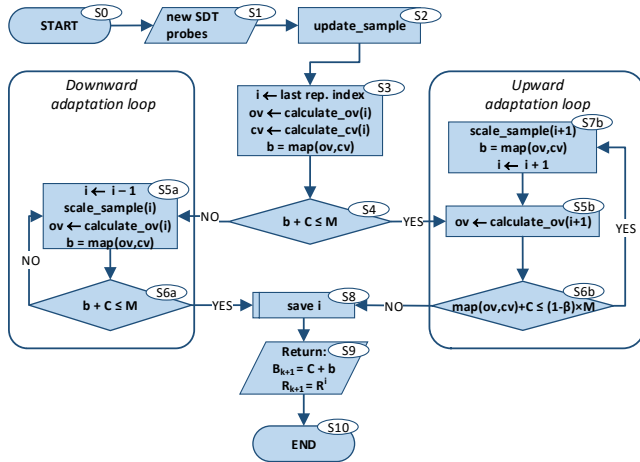 S0
START
S1
new SDT
probes
S2
update_sample
S3
i ← last rep. index
ov ← calculate_ov(i)
cv ← calculate_cv(i)
b = map(ov,cv)
S4
b + C ≤ M
NO
YES
Downward
adaptation loop
S5a
i ← i − 1
scale_sample(i)
ov ← calculate_ov(i)
b = map(ov,cv)
S6a
b + C ≤ M
NO
YES
Upward
adaptation loop
S7b
scale_sample(i+1)
b = map(ov,cv)
i ← i + 1
S5b
ov ← calculate_ov(i+1)
S6b
map(ov,cv)+C ≤ (1-β)×M
YES
NO
S8
save i
S9
Return:
Bₖ₊₁ = C + b
Rₖ₊₁ = Rⁱ
S10
END